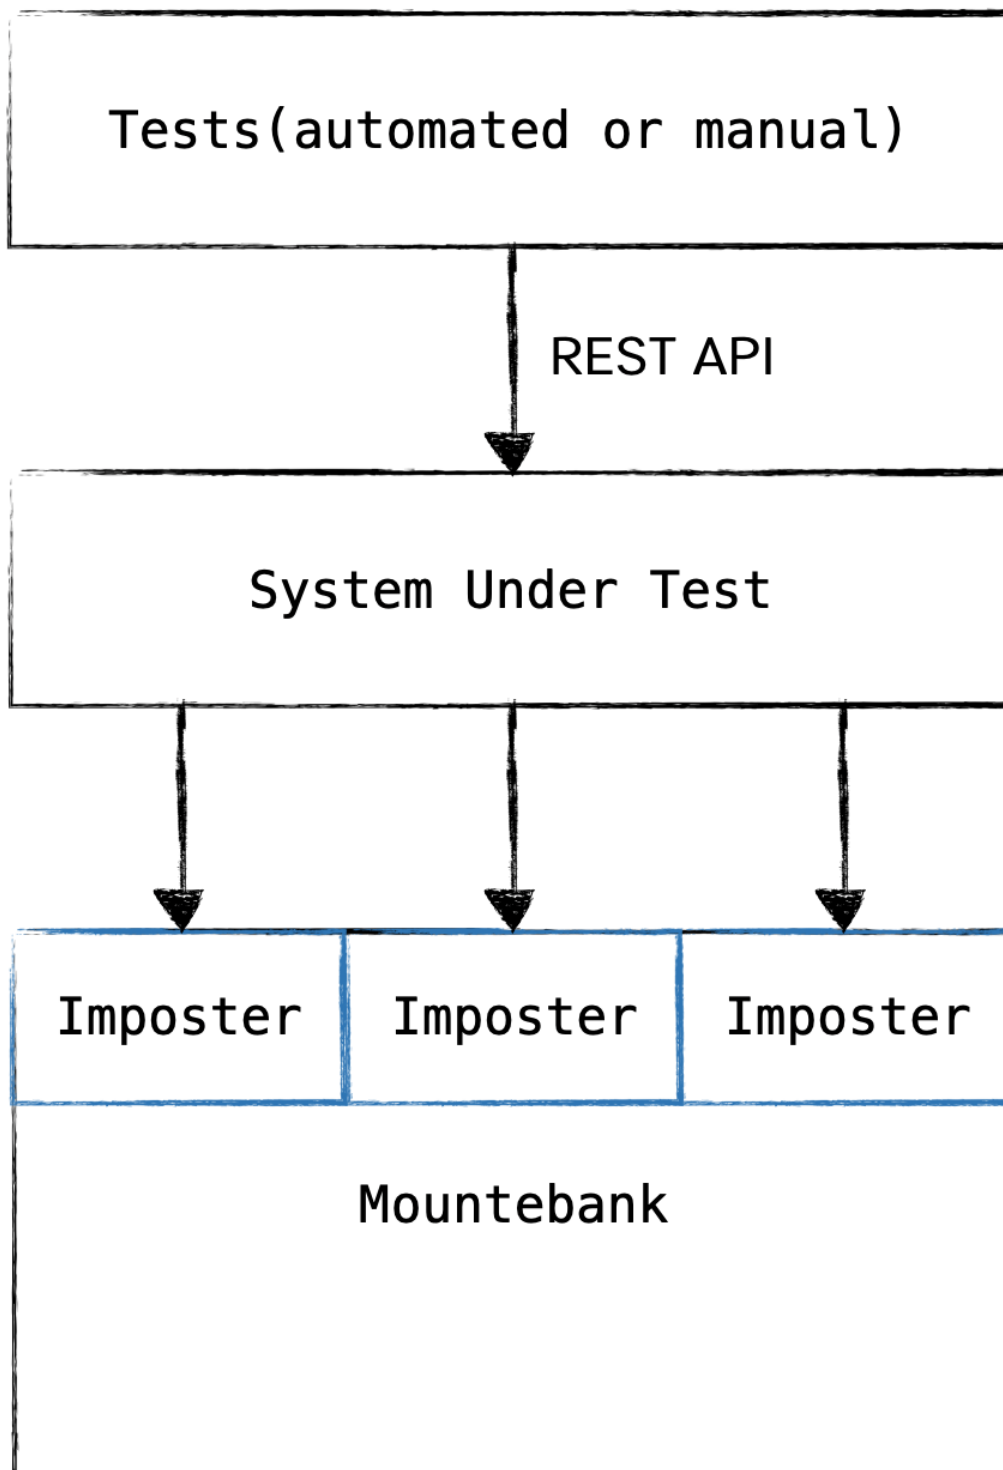 Tests(automated or manual)
REST API
System Under Test
Imposter Imposter Imposter
Mountebank